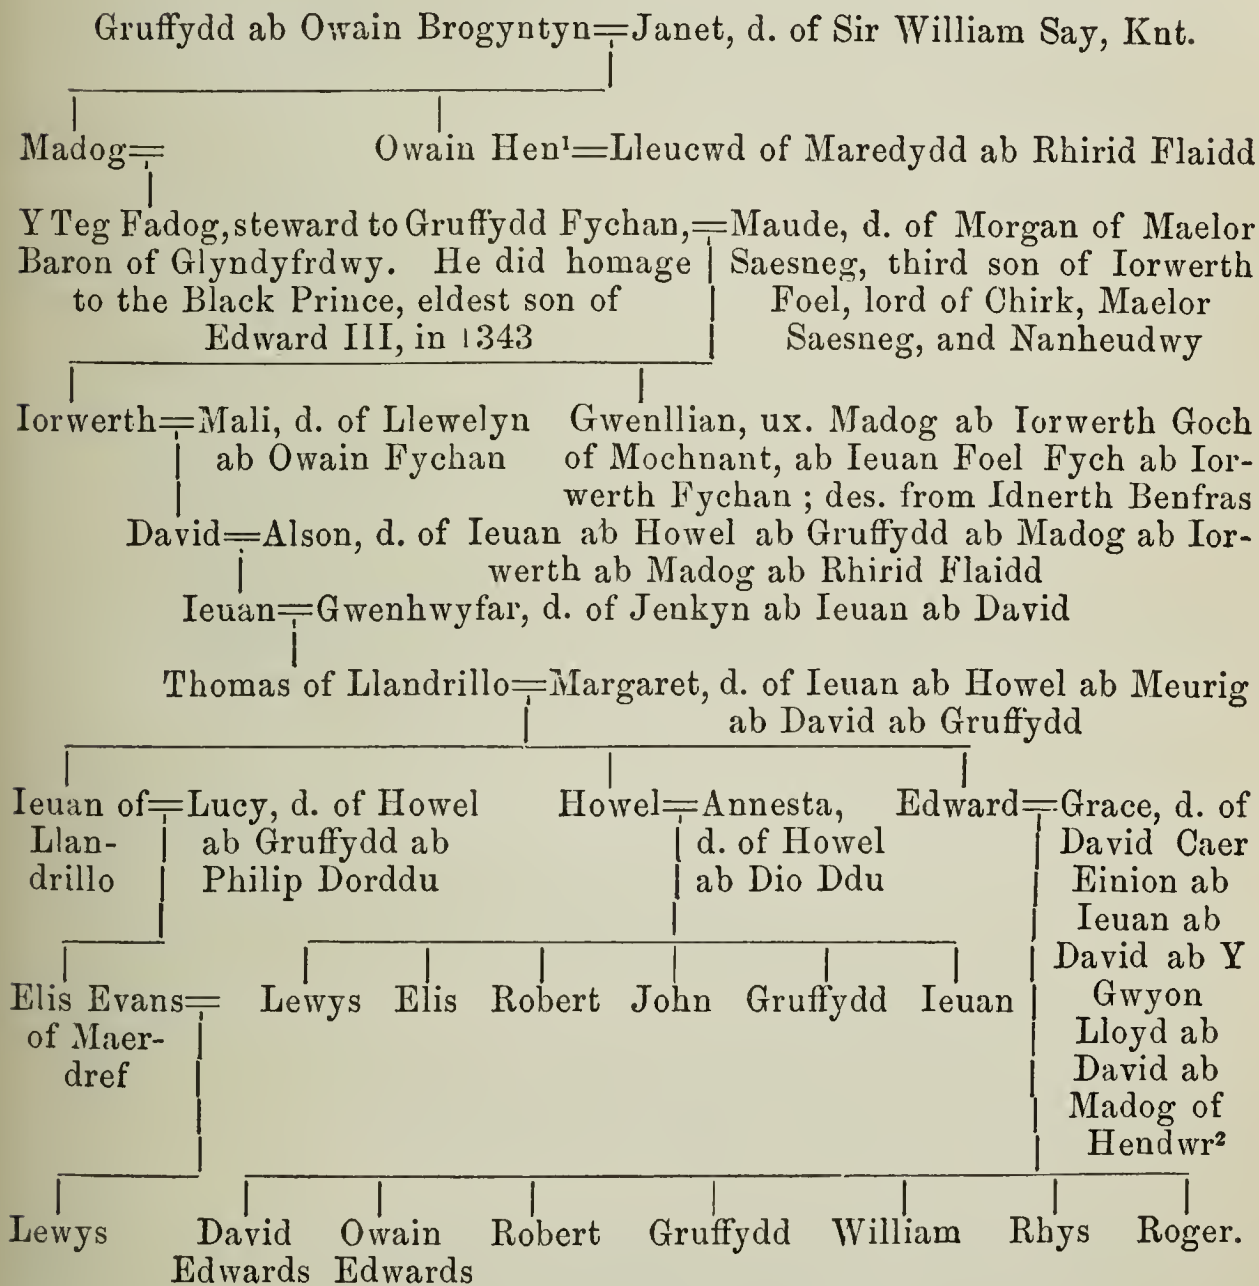 Gruffydd ab Owain Brogyntyn=Janet, d. of Sir William Say, Knt.
Madog= Owain Hen¹=Lleucwd of Maredydd ab Rhirid Flaidd
Y Teg Fadog, steward to Gruffydd Fychan,=Maude, d. of Morgan of Maelor
Baron of Glyndyfrdwy. He did homage Saesneg, third son of Iorwerth
to the Black Prince, eldest son of Foel, lord of Chirk, Maelor
Edward III, in 1343 Saesneg, and Nanheudwy
Iorwerth=Mali, d. of Llewelyn Gwenllian, ux. Madog ab Iorwerth Goch
ab Owain Fychan of Mochnant, ab Ieuan Foel Fych ab Ior-
werth Fychan ; des. from Idnerth Benfras
David=Alson, d. of Ieuan ab Howel ab Gruffydd ab Madog ab Ior-
werth ab Madog ab Rhirid Flaidd
Ieuan=Gwenhwyfar, d. of Jenkyn ab Ieuan ab David
Thomas of Llandrillo=Margaret, d. of Ieuan ab Howel ab Meurig
ab David ab Gruffydd
Ieuan of=Lucy, d. of Howel Howel=Annesta, Edward=Grace, d. of
Llan- ab Gruffydd ab d. of Howel David Caer
drillo Philip Dorddu ab Dio Ddu Einion ab
Ieuan ab
David ab Y
Elis Evans= Lewys Elis Robert John Gruffydd Ieuan Gwyon
of Maer- Lloyd ab
dref David ab
Madog of
Hendwr²
Lewys David Owain Robert Gruffydd William Rhys Roger.
Edwards Edwards